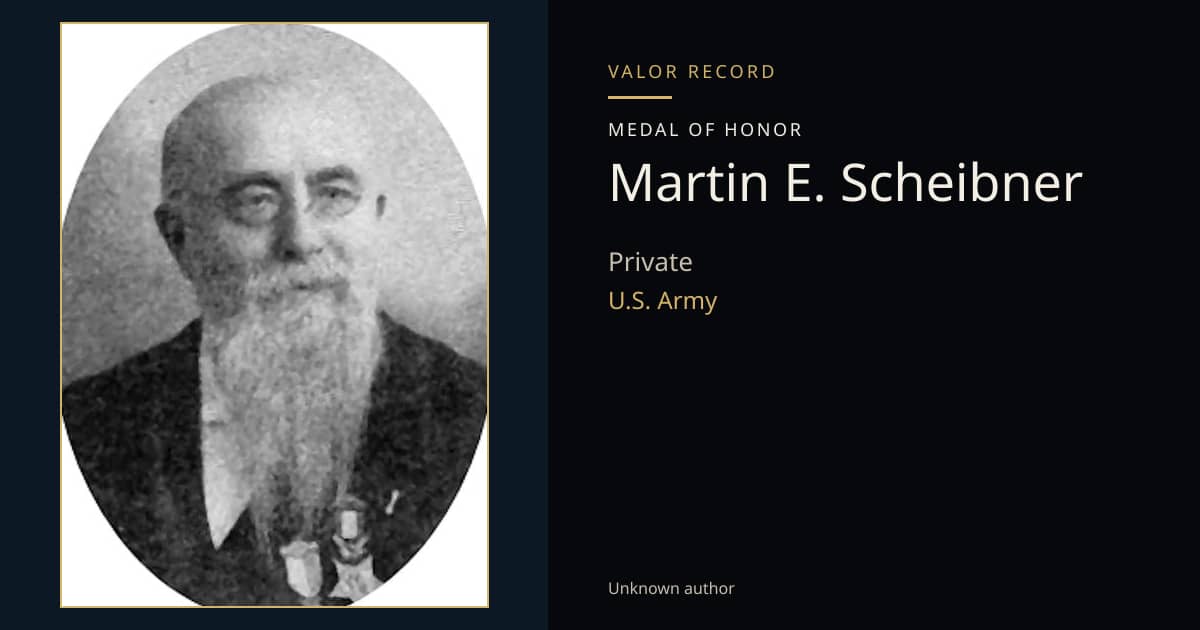 VALOR RECORD
MEDAL OF HONOR
Martin E. Scheibner
Private
U.S. Army
Unknown author